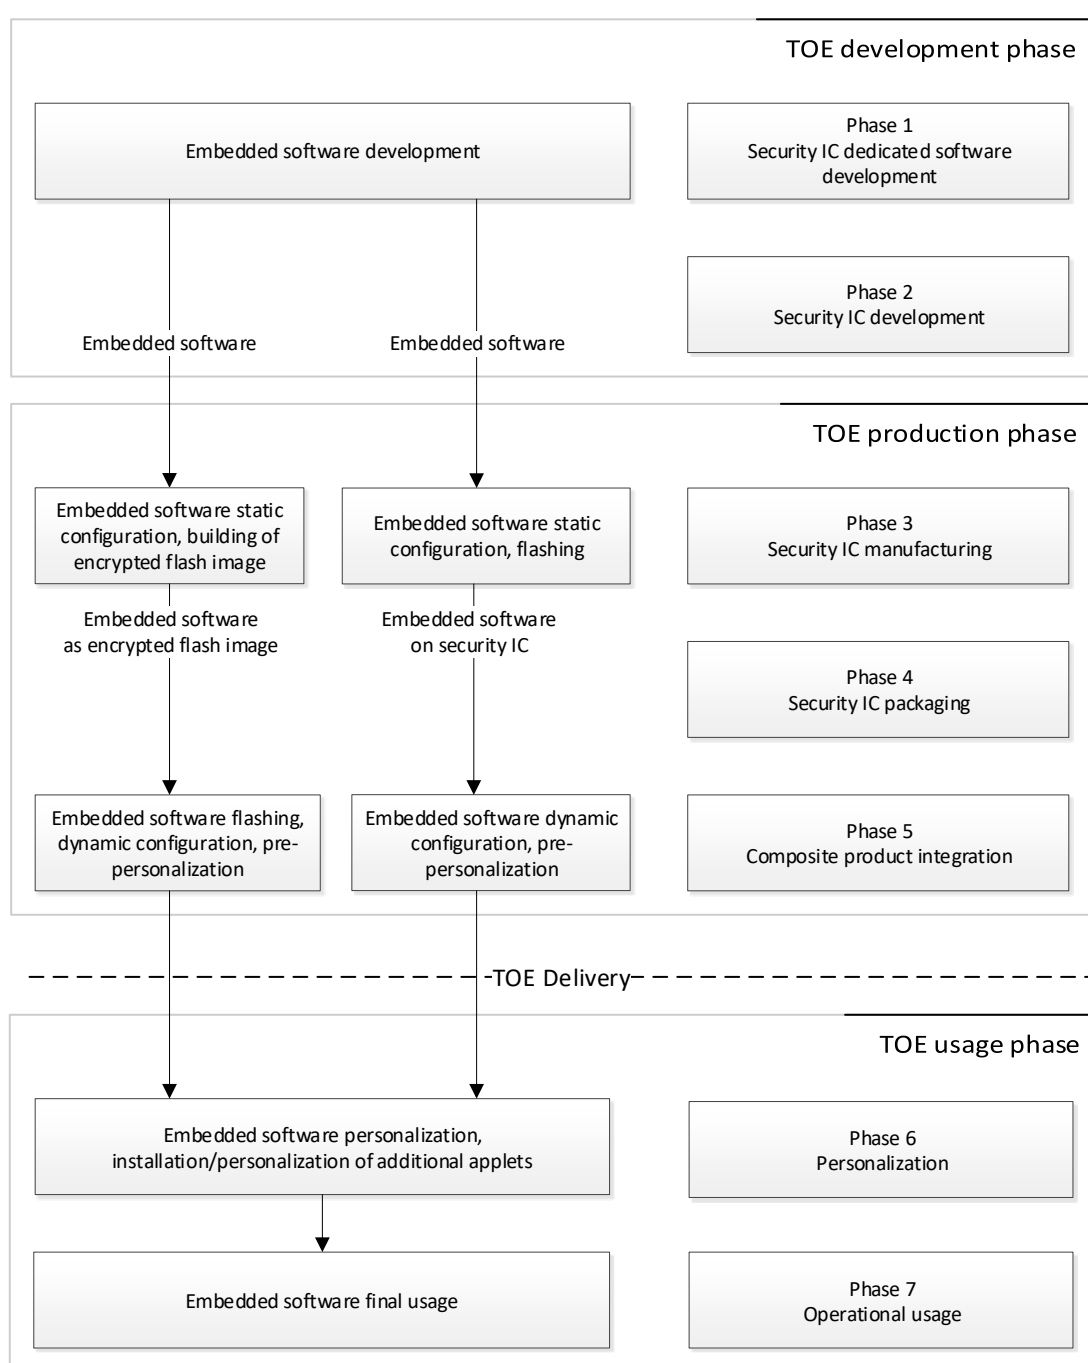 TOE development phase
Embedded software development
Phase 1
Security IC dedicated software
development
Phase 2
Security IC development
Embedded software
Embedded software
TOE production phase
Embedded software static
configuration, building of
encrypted flash image
Embedded software static
configuration, flashing
Phase 3
Security IC manufacturing
Embedded software
as encrypted flash image
Embedded software
on security IC
Phase 4
Security IC packaging
Embedded software flashing,
dynamic configuration, pre-
personalization
Embedded software dynamic
configuration, pre-
personalization
Phase 5
Composite product integration
TOE Delivery
TOE usage phase
Embedded software personalization,
installation/personalization of additional applets
Phase 6
Personalization
Embedded software final usage
Phase 7
Operational usage